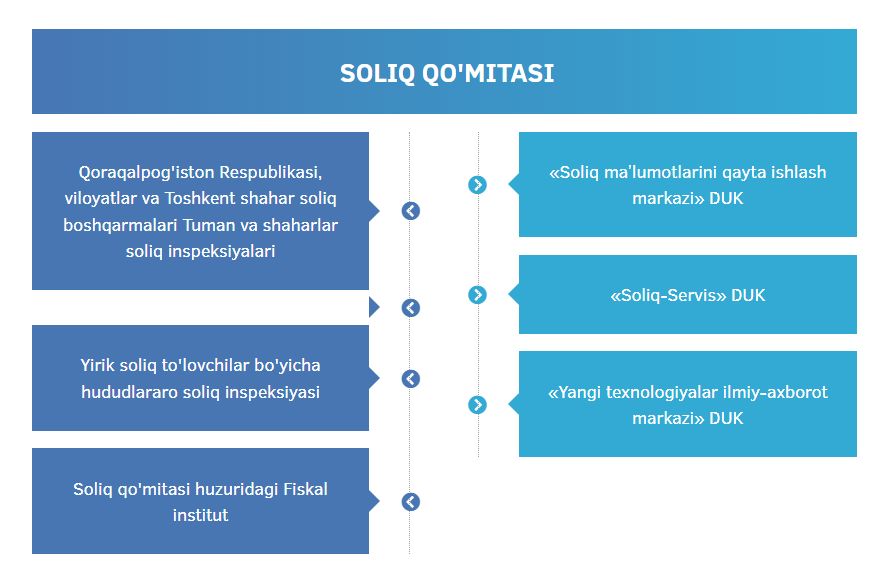 SOLIQ QO'MITASI
Qoraqalpog'iston Respublikasi,
viloyatlar va Toshkent shahar soliq
boshqarmalari Tuman va shaharlar
soliq inspeksiyalari
Yirik soliq to'lovchilar bo'yicha
hududlararo soliq inspeksiyasi
Soliq qo'mitasi huzuridagi Fiskal
institut
«Soliq ma’lumotlarini qayta ishlash
markazi» DUK
«Soliq-Servis» DUK
«Yangi texnologiyalar ilmiy-axborot
markazi» DUK